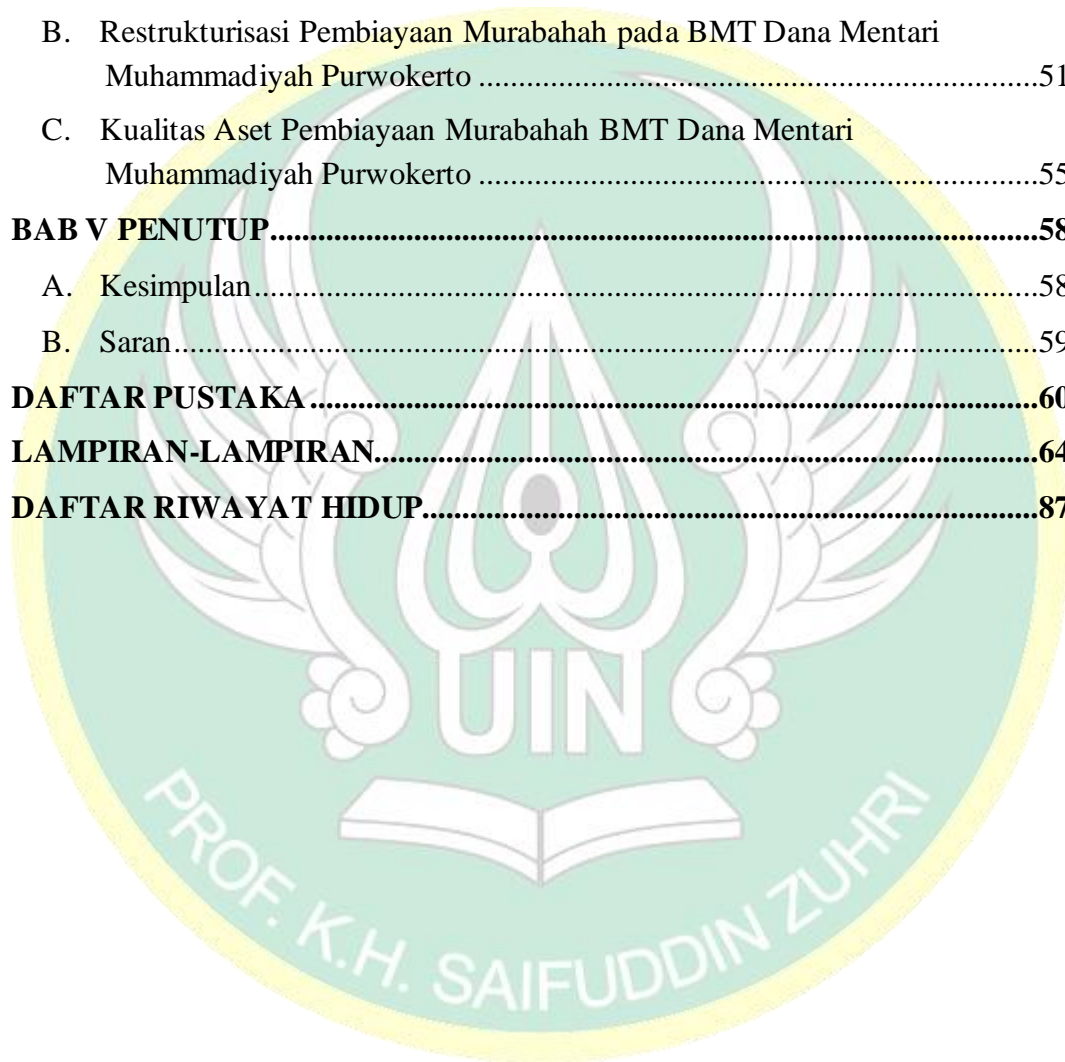 B. Restrukturisasi Pembiayaan Murabahah pada BMT Dana Mentari
Muhammadiyah Purwokerto ................................................................51
C. Kualitas Aset Pembiayaan Murabahah BMT Dana Mentari
Muhammadiyah Purwokerto ................................................................55
BAB V PENUTUP................................................................58
A. Kesimpulan................................................................58
B. Saran................................................................59
DAFTAR PUSTAKA ................................................................60
LAMPIRAN-LAMPIRAN................................................................64
DAFTAR RIWAYAT HIDUP................................................................87
UIN
PROF. K.H. SAIFUDDIN ZUHRI